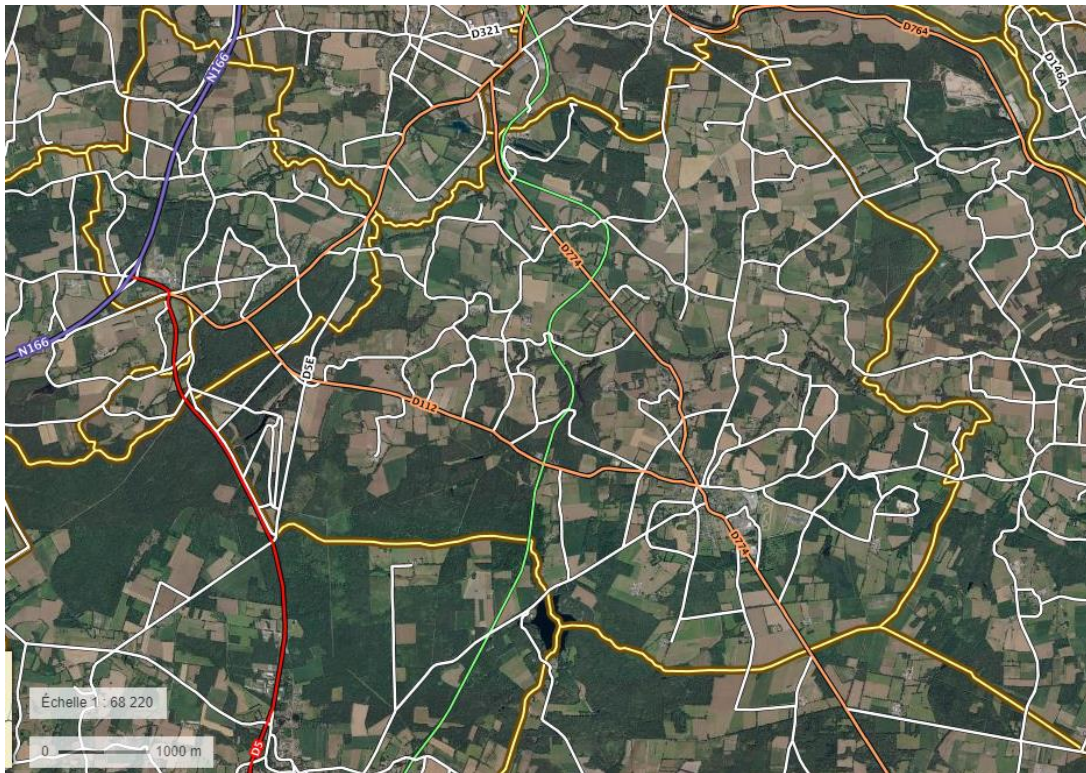 D321
D764
N166
D146A
D774
N166
D5E
D112
D774
Échelle 1 : 68 220
0 1000 m
D5